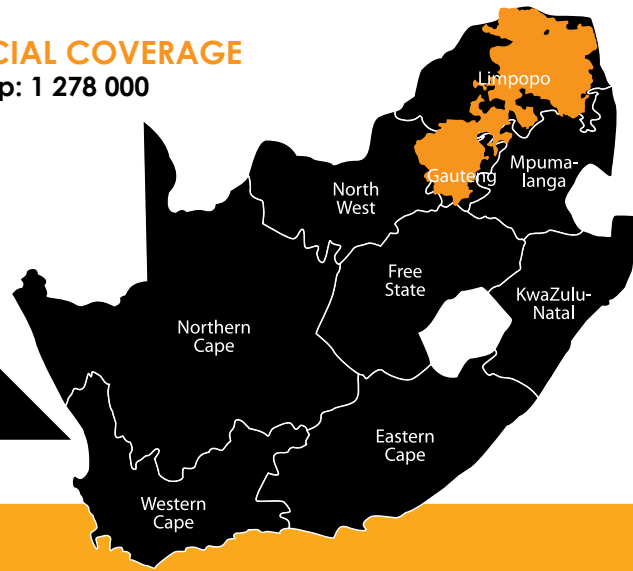 CIAL COVERAGE
p: 1 278 000
Limpopo
Mpuma-
langa
Gauteng
North
West
Free
State
KwaZulu-
Natal
Northern
Cape
Eastern
Cape
Western
Cape